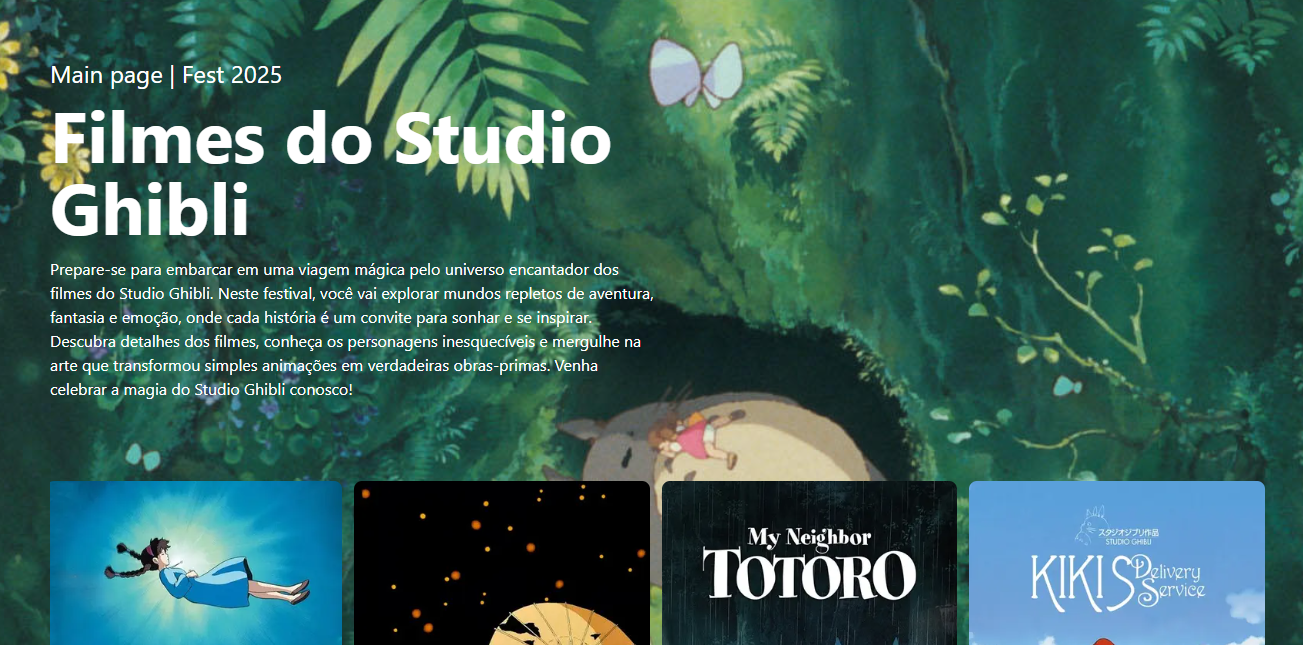 Main page | Fest 2025
Filmes do Studio
Ghibli
Prepare-se para embarcar em uma viagem mágica pelo universo encantador dos
filmes do Studio Ghibli. Neste festival, você vai explorar mundos repletos de aventura,
fantasia e emoção, onde cada história é um convite para sonhar e se inspirar.
Descubra detalhes dos filmes, conheça os personagens inesquecíveis e mergulhe na
arte que transformou simples animações em verdadeiras obras-primas. Venha
celebrar a magia do Studio Ghibli conosco!
My Neighbor
TOTORO
スタジオジブリ作品
STUDIO GHIBLI
KIKI'S Delivery
Service